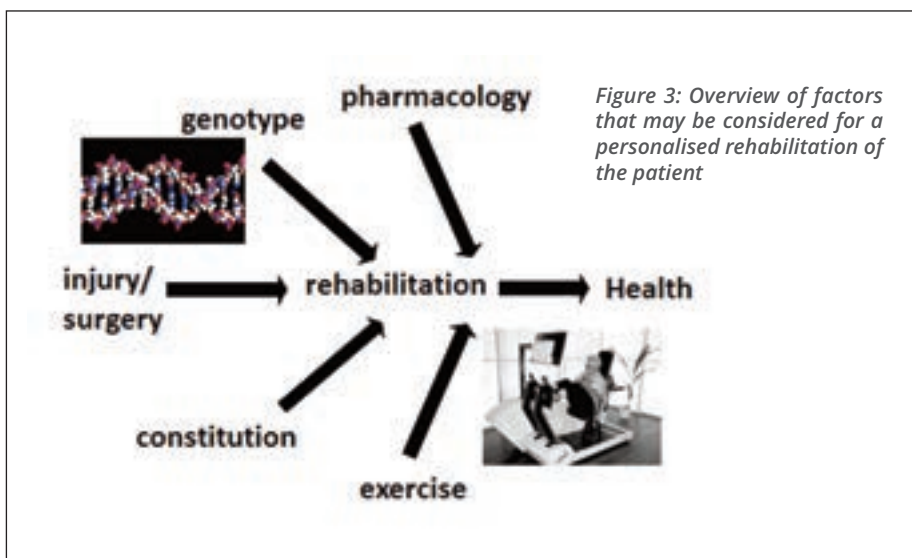 pharmacology
genotype
Figure 3: Overview of factors
that may be considered for a
personalised rehabilitation of
the patient
injury/
surgery
rehabilitation
Health
constitution
exercise